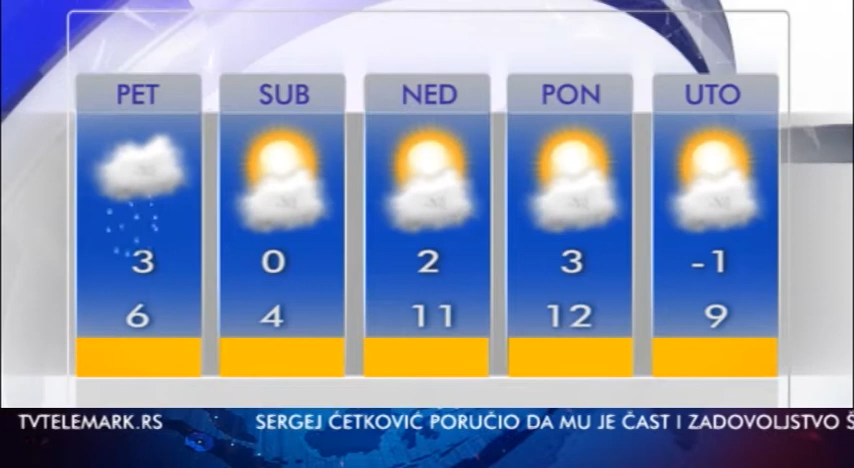 PET SUB NED PON UTO
3 0 2 3 -1
6 4 11 12 9
TVTELEMARK.RS SERGEJ ĆETKOVIĆ PORUČIO DA MU JE ČAST I ZADOVOLJSTVO Š